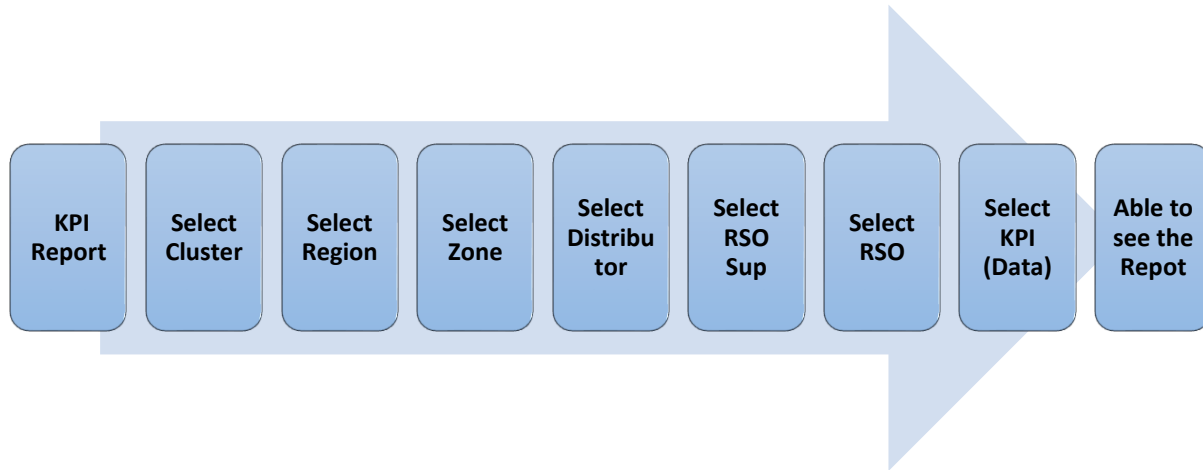 KPI
Report
Select
Cluster
Select
Region
Select
Zone
Select
Distribu
tor
Select
RSO
Sup
Select
RSO
Select
KPI
(Data)
Able to
see the
Repot